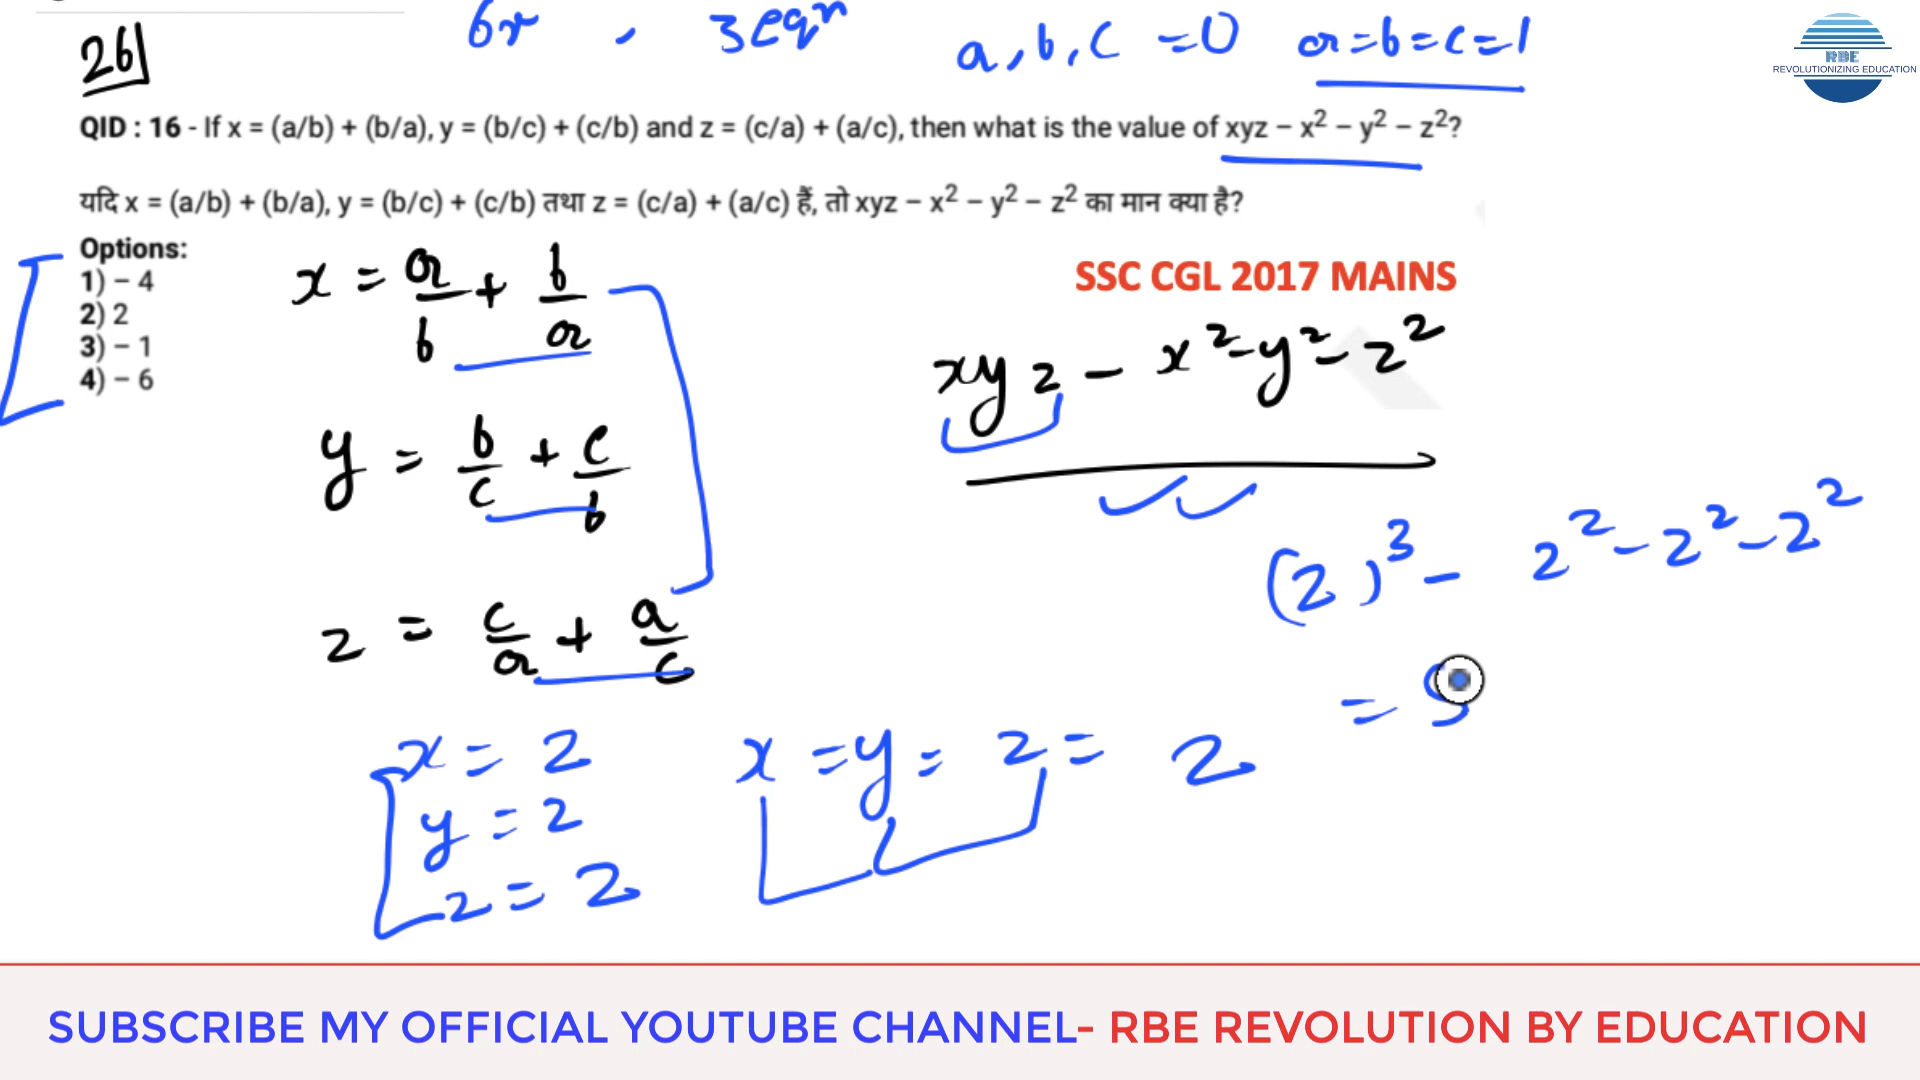 26
6r , 3eqn a, b, c = 0 a=b=c=1
RBE
REVOLUTIONIZING EDUCATION
QID : 16 - If x = (a/b) + (b/a), y = (b/c) + (c/b) and z = (c/a) + (a/c), then what is the value of xyz – x² – y² – z²?
यदि x = (a/b) + (b/a), y = (b/c) + (c/b) तथा z = (c/a) + (a/c) हैं, तो xyz – x² – y² – z² का मान क्या है?
Options:
1) – 4
2) 2
3) – 1
4) – 6
x = a/b + b/a
y = b/c + c/b
z = c/a + a/c
SSC CGL 2017 MAINS
xyz – x² – y² – z²
(2)³ – 2² – 2² – 2²
=
x = 2
y = 2
z = 2
x = y = z = 2
SUBSCRIBE MY OFFICIAL YOUTUBE CHANNEL- RBE REVOLUTION BY EDUCATION